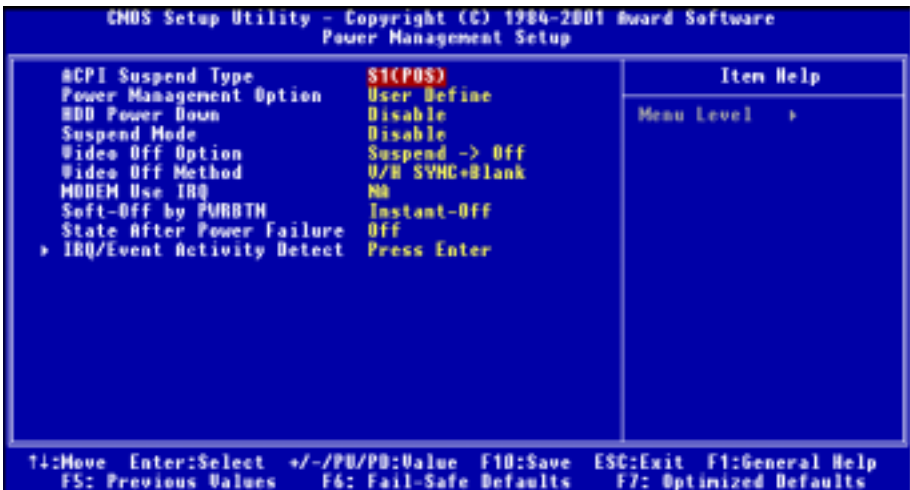 CMOS Setup Utility - Copyright (C) 1984-2001 Award Software
Power Management Setup
ACPI Suspend Type S1(POS)
Power Management Option User Define
HDD Power Down Disable
Suspend Mode Disable
Video Off Option Suspend -> Off
Video Off Method V/H SYNC+Blank
MODEM Use IRQ NA
Soft-Off by PWRBTN Instant-Off
State After Power Failure Off
▸ IRQ/Event Activity Detect Press Enter
Item Help
Menu Level ▸
↑↓:Move Enter:Select +/-/PU/PD:Value F10:Save ESC:Exit F1:General Help
F5: Previous Values F6: Fail-Safe Defaults F7: Optimized Defaults